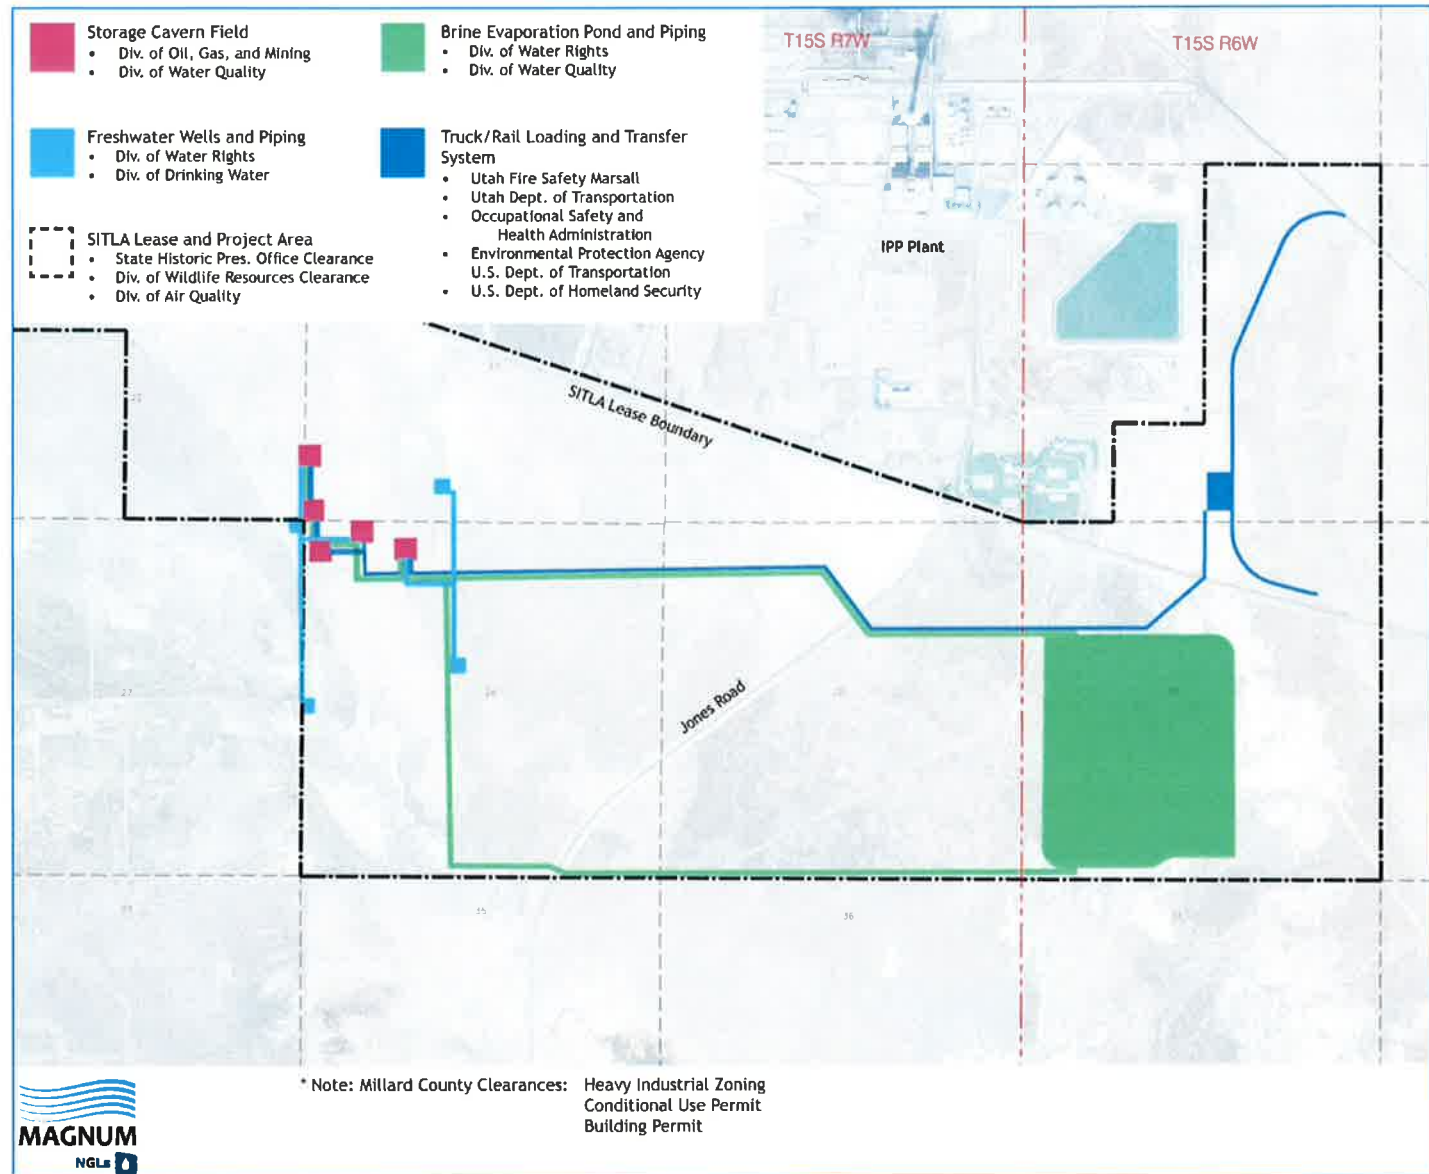 Storage Cavern Field
• Div. of Oil, Gas, and Mining
• Div. of Water Quality
Brine Evaporation Pond and Piping
• Div. of Water Rights
• Div. of Water Quality
Freshwater Wells and Piping
• Div. of Water Rights
• Div. of Drinking Water
Truck/Rail Loading and Transfer
System
• Utah Fire Safety Marsall
• Utah Dept. of Transportation
• Occupational Safety and
Health Administration
• Environmental Protection Agency
U.S. Dept. of Transportation
• U.S. Dept. of Homeland Security
SITLA Lease and Project Area
• State Historic Pres. Office Clearance
• Div. of Wildlife Resources Clearance
• Div. of Air Quality
T15S R7W
T15S R6W
IPP Plant
SITLA Lease Boundary
Jones Road
27
35
36
* Note: Millard County Clearances: Heavy Industrial Zoning
Conditional Use Permit
Building Permit
MAGNUM
NGLs